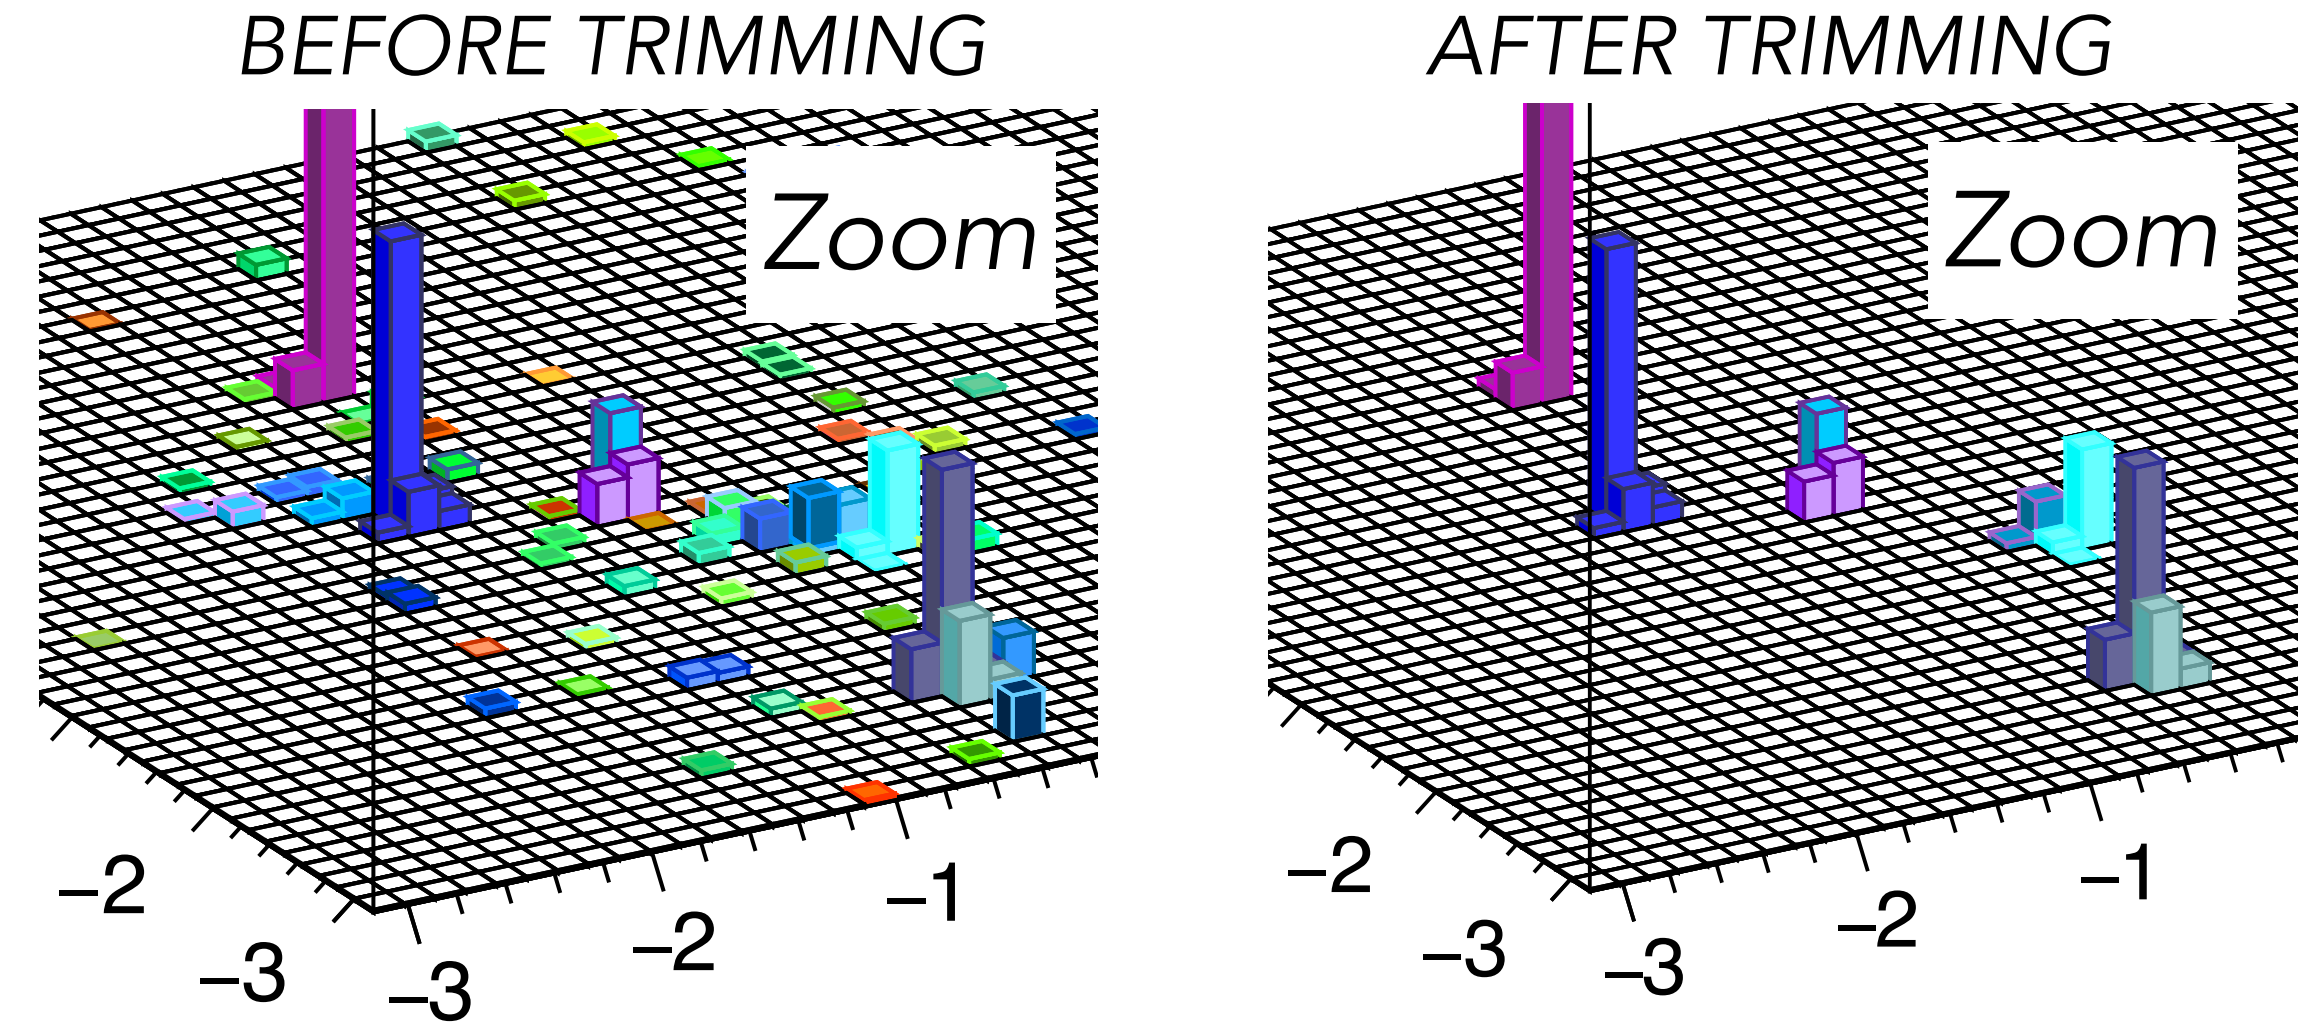 BEFORE TRIMMING
Zoom
–2
–3
–3
–2
–1
AFTER TRIMMING
Zoom
–2
–3
–3
–2
–1